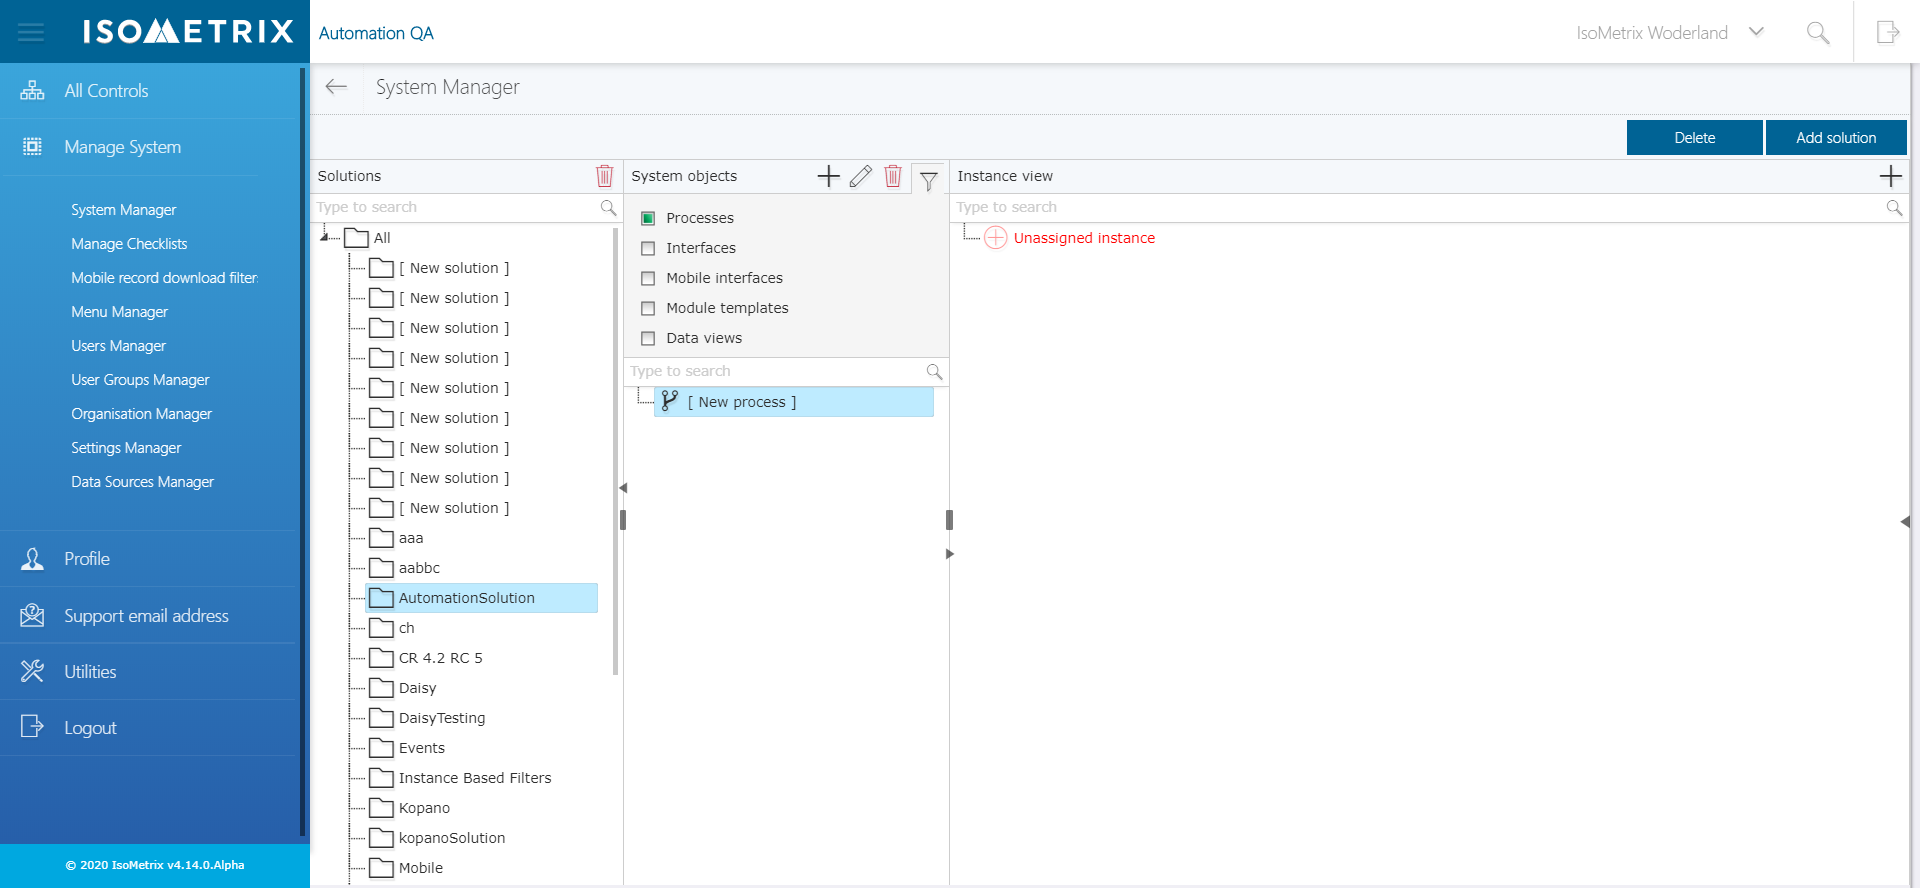 ISOMETRIX
Automation QA
IsoMetrix Woderland
All Controls
Manage System
System Manager
Manage Checklists
Mobile record download filter
Menu Manager
Users Manager
User Groups Manager
Organisation Manager
Settings Manager
Data Sources Manager
Profile
Support email address
Utilities
Logout
© 2020 IsoMetrix v4.14.0.Alpha
System Manager
Delete
Add solution
Solutions
Type to search
All
[ New solution ]
[ New solution ]
[ New solution ]
[ New solution ]
[ New solution ]
[ New solution ]
[ New solution ]
[ New solution ]
[ New solution ]
aaa
aabbc
AutomationSolution
ch
CR 4.2 RC 5
Daisy
DaisyTesting
Events
Instance Based Filters
Kopano
kopanoSolution
Mobile
System objects
Processes
Interfaces
Mobile interfaces
Module templates
Data views
Type to search
[ New process ]
Instance view
Type to search
Unassigned instance